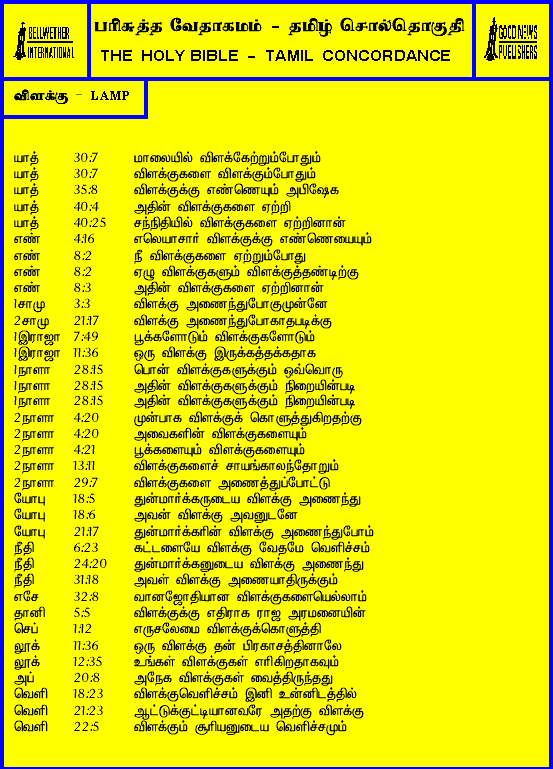 BELLWETHER
INTERNATIONAL
பரிசுத்த வேதாகமம் - தமிழ் சொல்தொகுதி
THE HOLY BIBLE - TAMIL CONCORDANCE
GOOD NEWS
PUBLISHERS
விளக்கு - LAMP
யாத் 30:7 மாலையில் விளக்கேற்றும்போதும்
யாத் 30:7 விளக்குகளை விளக்கும்போதும்
யாத் 35:8 விளக்குக்கு எண்ணெயும் அபிஷேக
யாத் 40:4 அதின் விளக்குகளை ஏற்றி
யாத் 40:25 சந்நிதியில் விளக்குகளை ஏற்றினான்
எண் 4:16 எலெயாசார் விளக்குக்கு எண்ணெயையும்
எண் 8:2 நீ விளக்குகளை ஏற்றும்போது
எண் 8:2 ஏழு விளக்குகளும் விளக்குத்தண்டிற்கு
எண் 8:3 அதின் விளக்குகளை ஏற்றினான்
1சாமு 3:3 விளக்கு அணைந்துபோகுமுன்னே
2சாமு 21:17 விளக்கு அணைந்துபோகாதபடிக்கு
1இராஜா 7:49 பூக்களோடும் விளக்குகளோடும்
1இராஜா 11:36 ஒரு விளக்கு இருக்கத்தக்கதாக
1நாளா 28:15 பொன் விளக்குகளுக்கும் ஒவ்வொரு
1நாளா 28:15 அதின் விளக்குகளுக்கும் நிறையின்படி
1நாளா 28:15 அதின் விளக்குகளுக்கும் நிறையின்படி
2நாளா 4:20 முன்பாக விளக்குக் கொளுத்துகிறதற்கு
2நாளா 4:20 அவைகளின் விளக்குகளையும்
2நாளா 4:21 பூக்களையும் விளக்குகளையும்
2நாளா 13:11 விளக்குகளைச் சாயங்காலந்தோறும்
2நாளா 29:7 விளக்குகளை அணைத்துப்போட்டு
யோபு 18:5 துன்மார்க்கருடைய விளக்கு அணைந்து
யோபு 18:6 அவன் விளக்கு அவனுடனே
யோபு 21:17 துன்மார்க்கரின் விளக்கு அணைந்துபோம்
நீதி 6:23 கட்டளையே விளக்கு வேதமே வெளிச்சம்
நீதி 24:20 துன்மார்க்கனுடைய விளக்கு அணைந்து
நீதி 31:18 அவள் விளக்கு அணையாதிருக்கும்
எசே 32:8 வானஜோதியான விளக்குகளையெல்லாம்
தானி 5:5 விளக்குக்கு எதிராக ராஜ அரமனையின்
செப் 1:12 எருசலேமை விளக்குக்கொளுத்தி
லூக் 11:36 ஒரு விளக்கு தன் பிரகாசத்தினாலே
லூக் 12:35 உங்கள் விளக்குகள் எரிகிறதாகவும்
அப் 20:8 அநேக விளக்குகள் வைத்திருந்தது
வெளி 18:23 விளக்குவெளிச்சம் இனி உன்னிடத்தில்
வெளி 21:23 ஆட்டுக்குட்டியானவரே அதற்கு விளக்கு
வெளி 22:5 விளக்கும் சூரியனுடைய வெளிச்சமும்